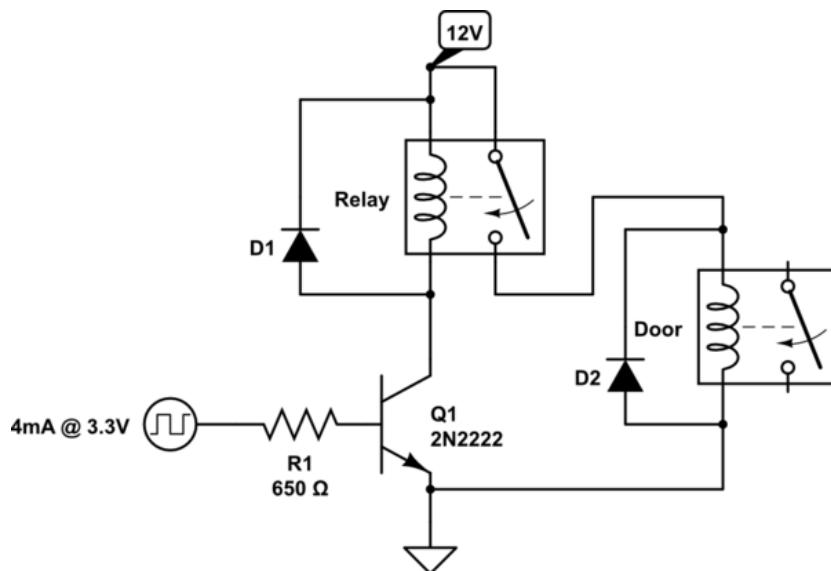 12V
Relay
D1
Door
D2
4mA @ 3.3V
Q1
2N2222
R1
650 Ω